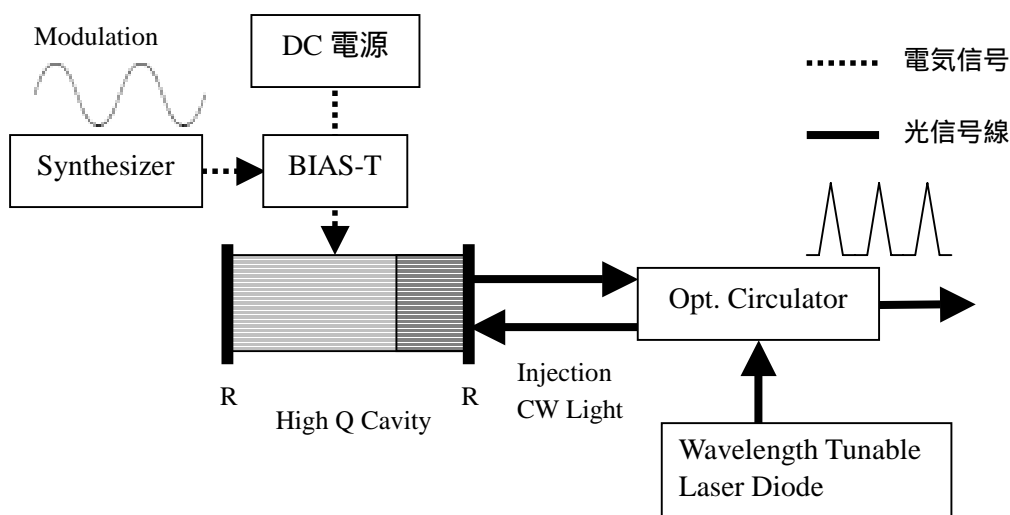 Modulation
DC 電源
電気信号
光信号線
Synthesizer
BIAS-T
Opt. Circulator
R
R
High Q Cavity
Injection
CW Light
Wavelength Tunable
Laser Diode